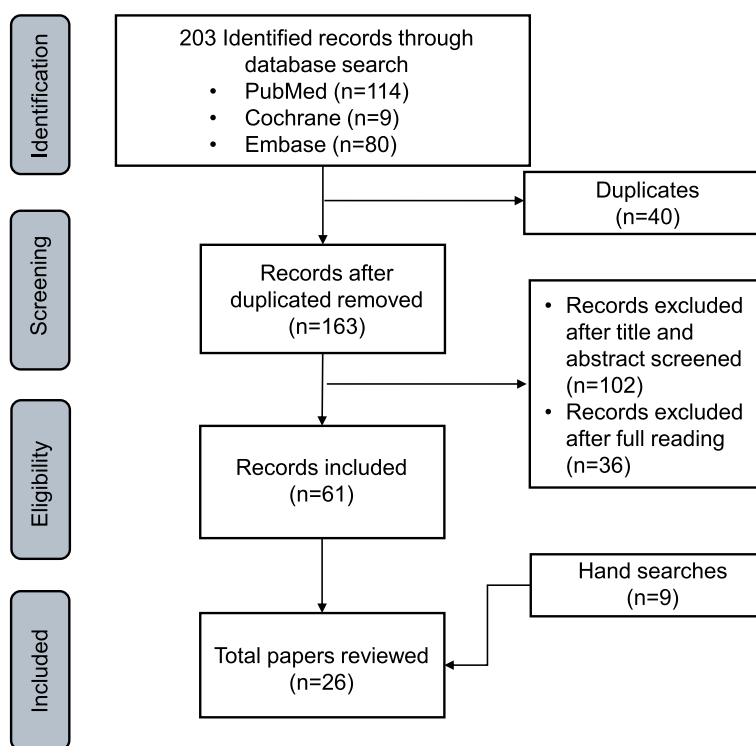 Identification
203 Identified records through
database search
• PubMed (n=114)
• Cochrane (n=9)
• Embase (n=80)
Duplicates
(n=40)
Screening
Records after
duplicated removed
(n=163)
• Records excluded
after title and
abstract screened
(n=102)
• Records excluded
after full reading
(n=36)
Eligibility
Records included
(n=61)
Hand searches
(n=9)
Included
Total papers reviewed
(n=26)